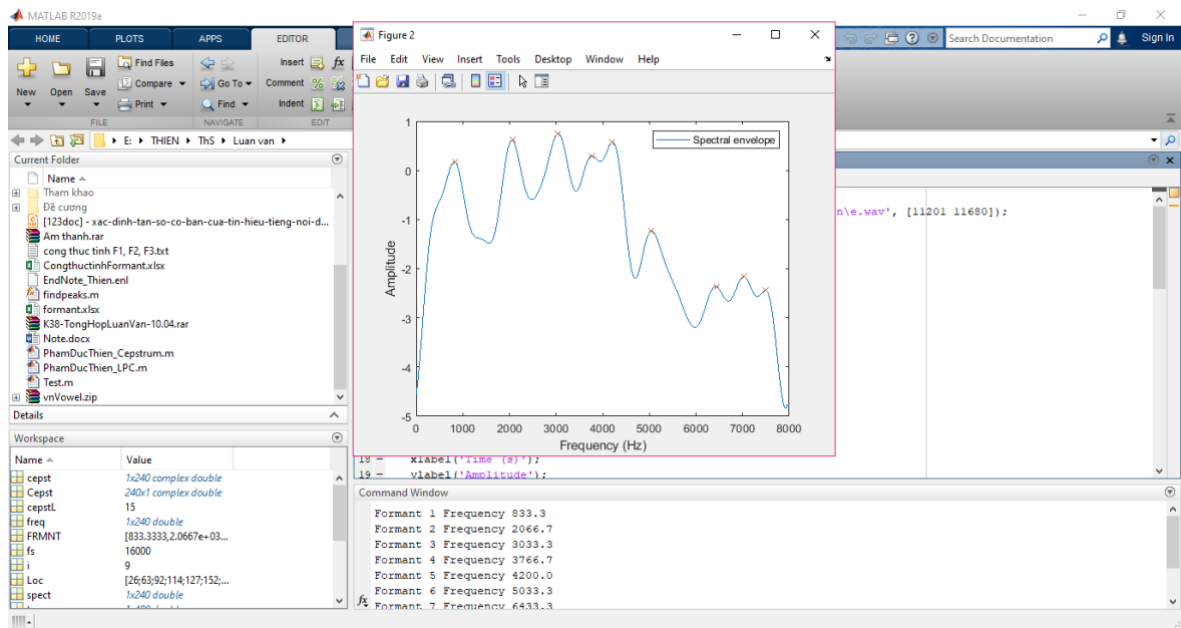 MATLAB R2019a
HOME PLOTS APPS EDITOR
Search Documentation Sign In
New Open Save
Find Files
Compare
Print
FILE
Go To
Find
NAVIGATE
Insert fx
Comment
Indent
EDIT
E: THIEN ThS Luan van
Current Folder
Name
Tham khao
Đề cương
[123doc] - xac-dinh-tan-so-co-ban-cua-tin-hieu-tieng-noi-d...
Am thanh.rar
cong thuc tinh F1, F2, F3.txt
CongthuctinhFormant.xlsx
EndNote_Thien.enl
findpeaks.m
formant.xlsx
K38-TongHopLuanVan-10.04.rar
Note.docx
PhamDucThien_Cepstrum.m
PhamDucThien_LPC.m
Test.m
vnVowel.zip
Details
Workspace
Name Value
cepst 1x240 complex double
Cepst 240x1 complex double
cepstL 15
freq 1x240 double
FRMNT [833.3333,2.0667e+03...
fs 16000
i 9
Loc [26;63;92;114;127;152;...
spect 1x240 double
Figure 2
File Edit View Insert Tools Desktop Window Help
Spectral envelope
1
0
-1
-2
-3
-4
-5
Amplitude
0 1000 2000 3000 4000 5000 6000 7000 8000
Frequency (Hz)
n\e.wav', [11201 11680]);
18 - xlabel('Time (s)');
19 - ylabel('Amplitude');
Command Window
Formant 1 Frequency 833.3
Formant 2 Frequency 2066.7
Formant 3 Frequency 3033.3
Formant 4 Frequency 3766.7
Formant 5 Frequency 4200.0
Formant 6 Frequency 5033.3
fx Formant 7 Frequency 6433.3